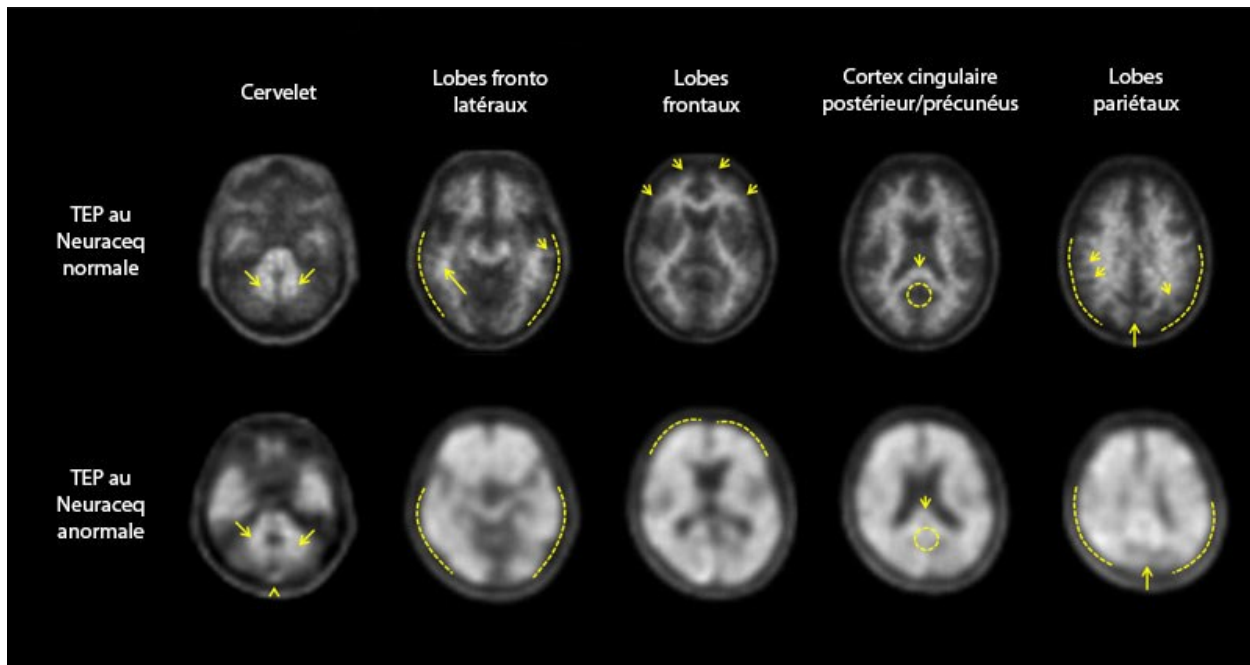 Cervelet
Lobes fronto
latéraux
Lobes
frontaux
Cortex cingulaire
postérieur/précunéus
Lobes
pariétaux
TEP au
Neuraceq
normale
TEP au
Neuraceq
anormale